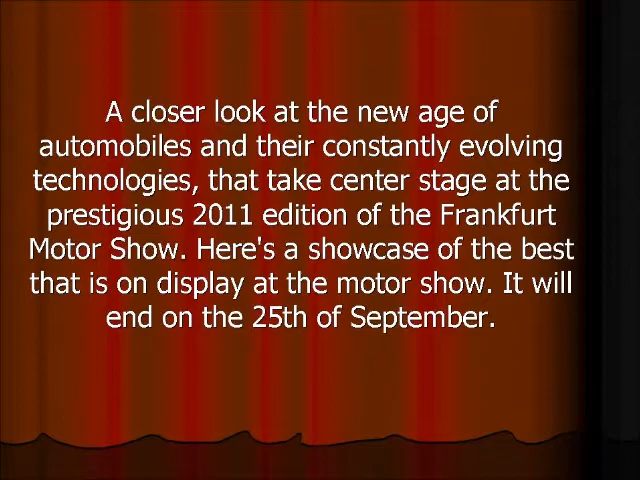 A closer look at the new age of
automobiles and their constantly evolving
technologies, that take center stage at the
prestigious 2011 edition of the Frankfurt
Motor Show. Here's a showcase of the best
that is on display at the motor show. It will
end on the 25th of September.